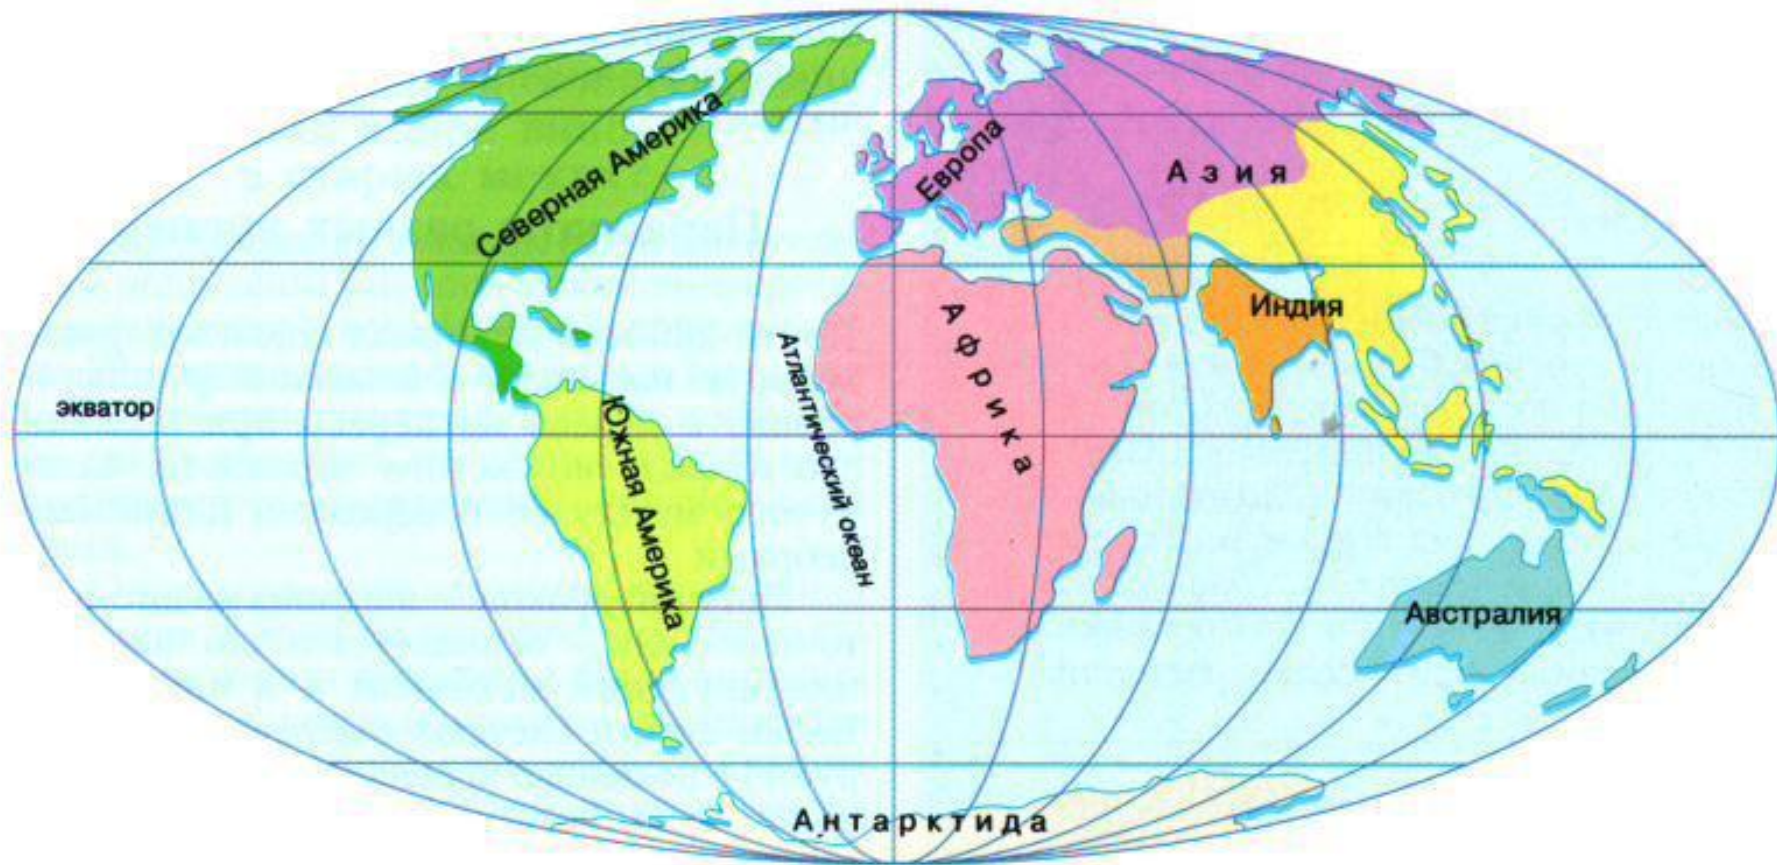 Северная Америка
Европа
Азия
Индия
Африка
Атлантический океан
экватор
Южная Америка
Австралия
Антарктида